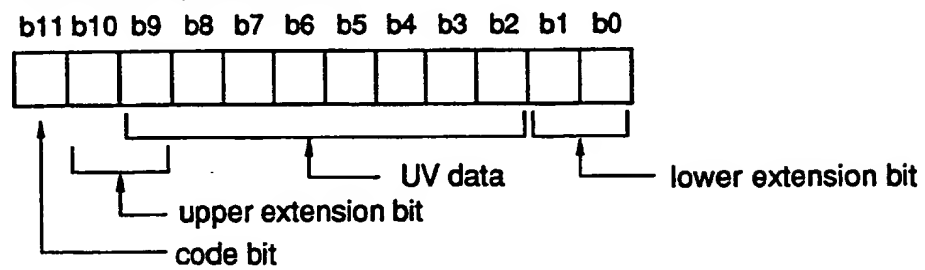 b11 b10 b9 b8 b7 b6 b5 b4 b3 b2 b1 b0
UV data
lower extension bit
upper extension bit
code bit